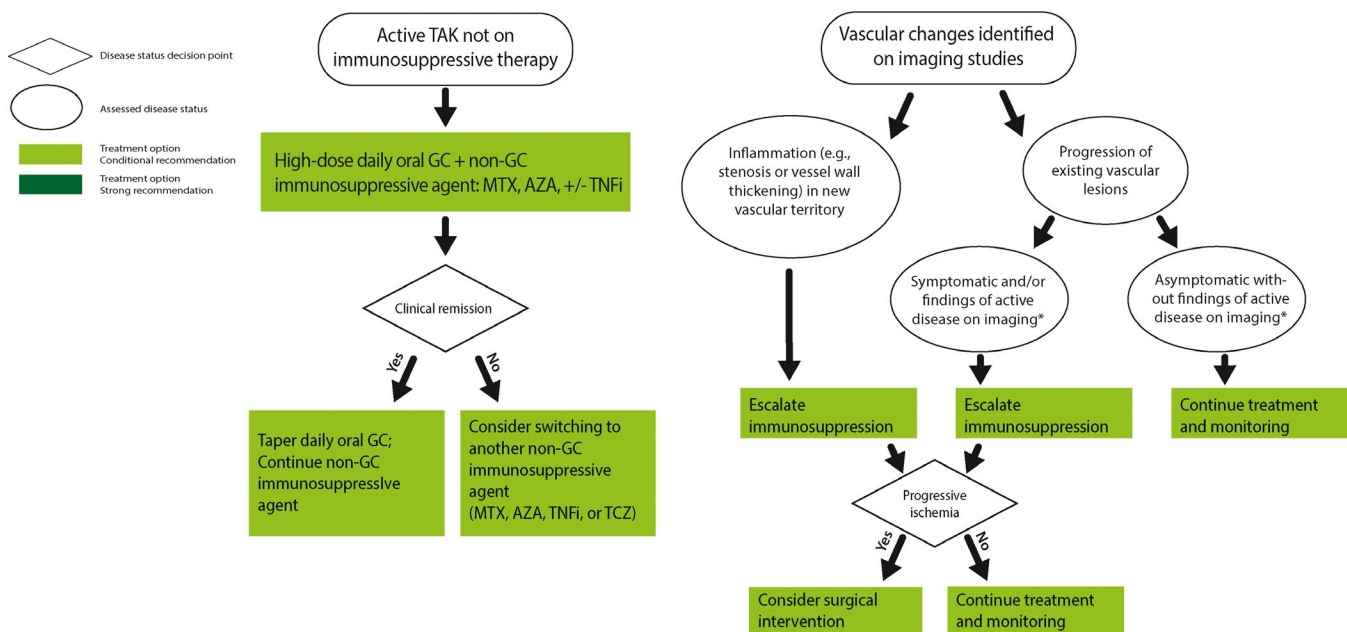 Disease status decision point
Assessed disease status
Treatment option
Conditional recommendation
Treatment option
Strong recommendation
Active TAK not on
immunosuppressive therapy
High-dose daily oral GC + non-GC
immunosuppressive agent: MTX, AZA, +/- TNFi
Clinical remission
Yes
No
Taper daily oral GC;
Continue non-GC
immunosuppressIve
agent
Consider switching to
another non-GC
immunosuppressive
agent
(MTX, AZA, TNFi, or TCZ)
Vascular changes identified
on imaging studies
Inflammation (e.g.,
stenosis or vessel wall
thickening) in new
vascular territory
Progression of
existing vascular
lesions
Symptomatic and/or
findings of active
disease on imaging*
Asymptomatic with-
out findings of active
disease on imaging*
Escalate
immunosuppression
Escalate
immunosuppression
Continue treatment
and monitoring
Progressive
ischemia
Yes
No
Consider surgical
intervention
Continue treatment
and monitoring